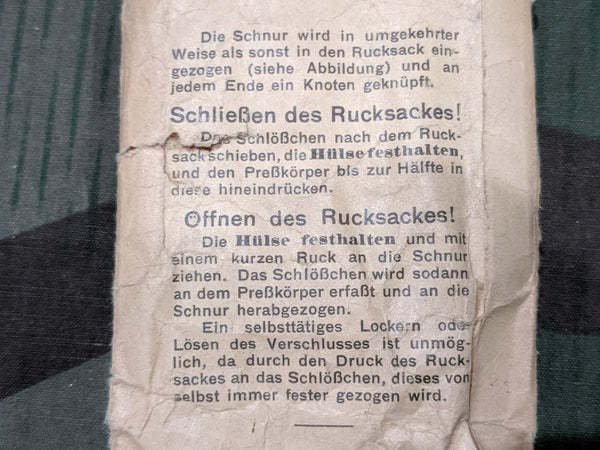 Die Schnur wird in umgekehrter
Weise als sonst in den Rucksack ein-
gezogen (siehe Abbildung) und an
jedem Ende ein Knoten geknüpft.
Schließen des Rucksackes!
Das Schlößchen nach dem Ruck-
sack schieben, die Hülse festhalten,
und den Preßkörper bis zur Hälfte in
diese hineindrücken.
Öffnen des Rucksackes!
Die Hülse festhalten und mit
einem kurzen Ruck an die Schnur
ziehen. Das Schlößchen wird sodann
an dem Preßkörper erfaßt und an die
Schnur herabgezogen.
Ein selbsttätiges Lockern oder
Lösen des Verschlusses ist unmög-
lich, da durch den Druck des Ruck-
sackes an das Schlößchen, dieses von
selbst immer fester gezogen wird.